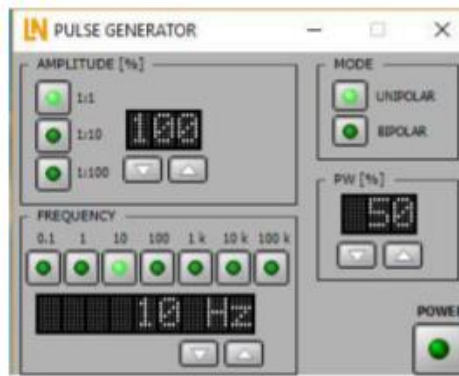 LN PULSE GENERATOR
AMPLITUDE [%]
1:1
1:10
1:100
100
MODE
UNIPOLAR
BIPOLAR
PW [%]
50
FREQUENCY
0.1 1 10 100 1 k 10 k 100 k
10 Hz
POWER